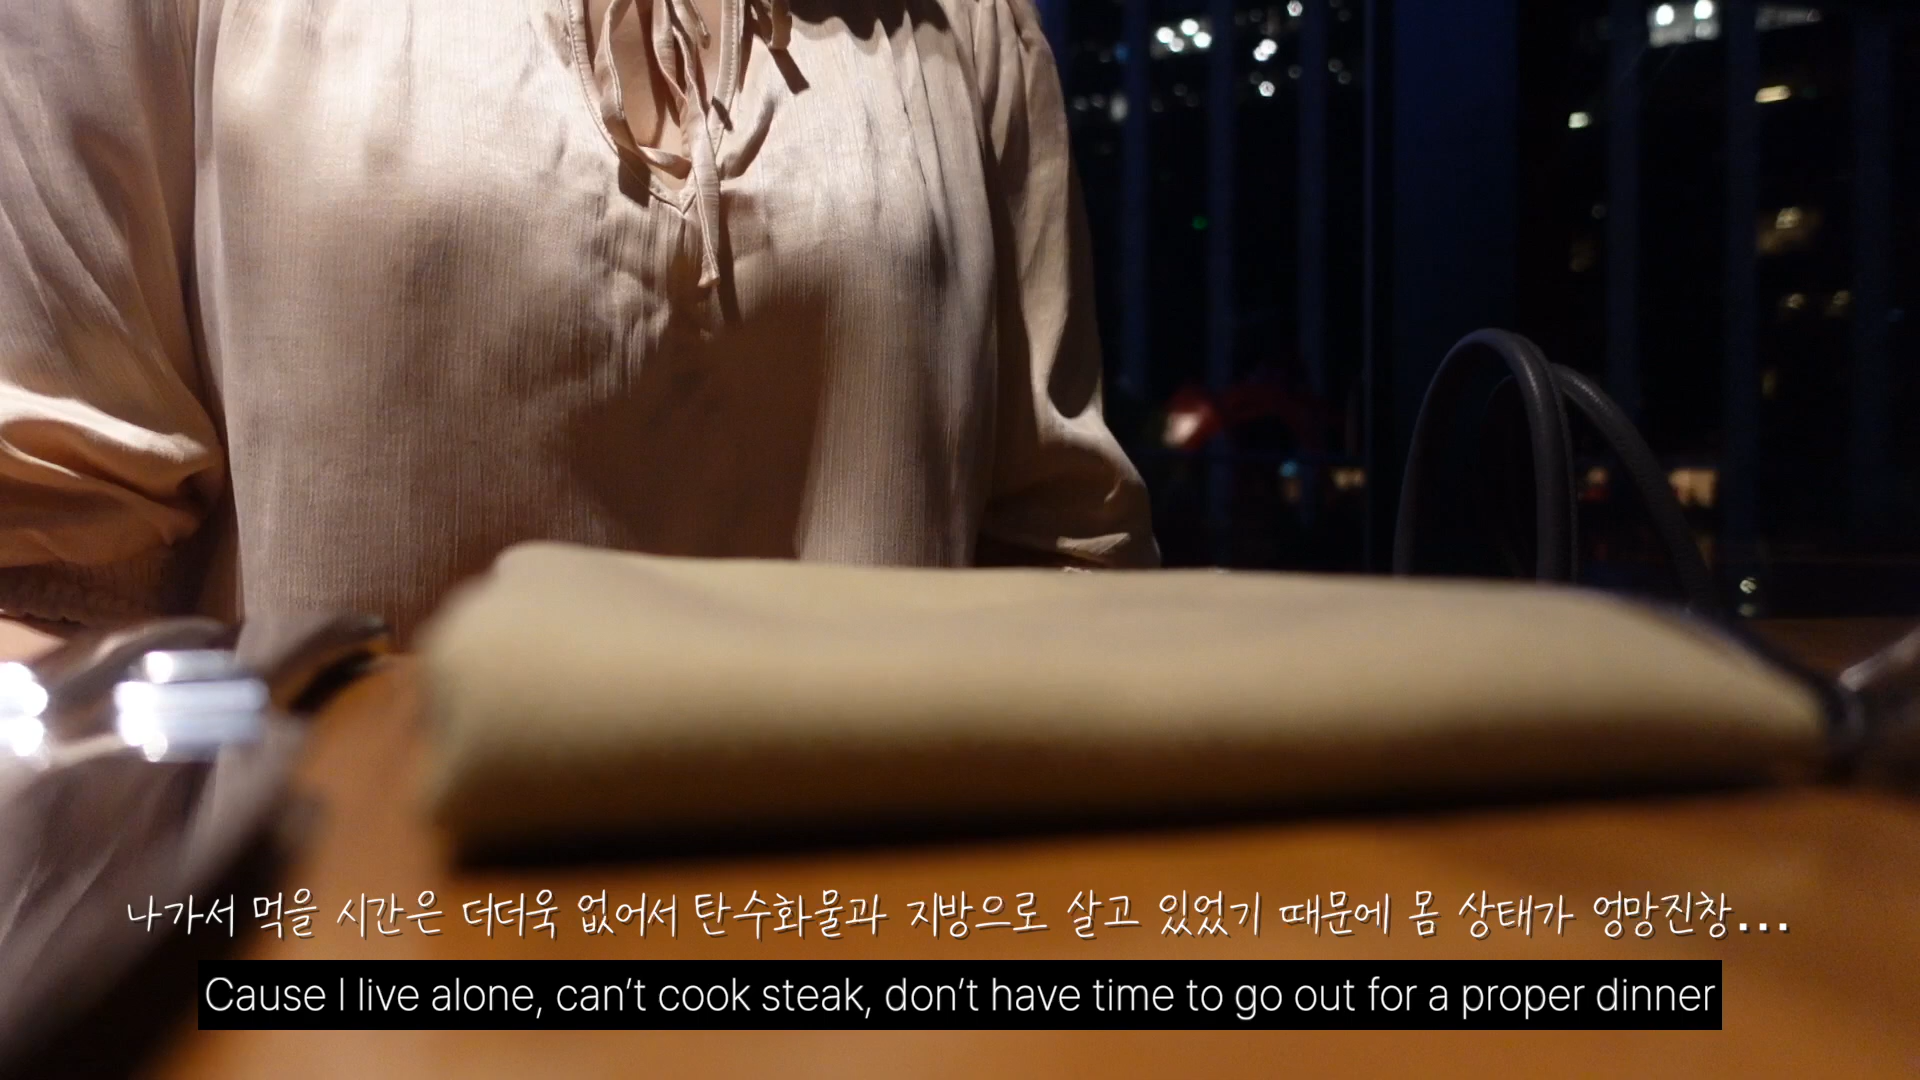 나가서 먹을 시간은 더더욱 없어서 탄수화물과 지방으로 살고 있었기 때문에 몸 상태가 엉망진창...
Cause I live alone, can't cook steak, don't have time to go out for a proper dinner